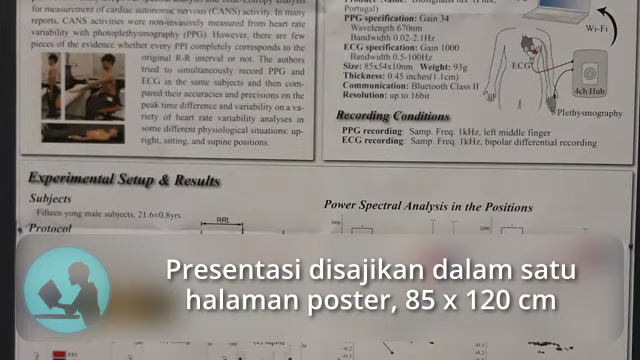 for measurement of cardiac autonomic nervous (CANS) activity. In many
reports, CANS activities were non-invasively measured from heart rate
variability with photoplethysmography (PPG). However, there are few
pieces of the evidence whether every PPI completely corresponds to the
original R-R interval or not. The authors
tried to simultaneously record PPG and
ECG in the same subjects and then com-
pared their accuracies and precisions on the
peak time difference and variability on a va-
riety of heart rate variability analyses in
some different physiological situations: up-
right, sitting, and supine positions.
Portugal)
PPG specification: Gain 34
Wavelength 670nm
Bandwidth 0.02-2.1Hz
ECG specification: Gain 1000
Bandwidth 0.5-100Hz
Size: 85x54x10mm Weight: 93g
Thickness: 0.45 inches(1.1cm)
Communication: Bluetooth Class II
Resolution: up to 16bit
Wi-Fi
ECG
4ch Hub
Plethysmography
Recording Conditions
PPG recording: Samp. Freq. 1kHz, left middle finger
ECG recording: Samp. Freq. 1kHz, bipolar differential recording
Experimental Setup & Results
Subjects
Fifteen yong male subjects, 21.6±0.8yrs
Protocol
RRI
Power Spectral Analysis in the Positions
Presentasi disajikan dalam satu
halaman poster, 85 x 120 cm